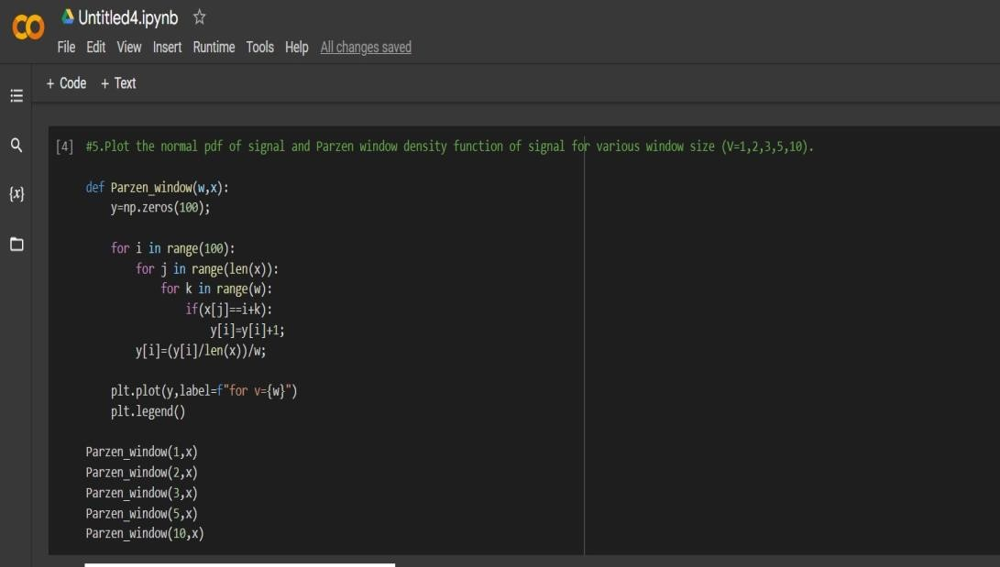 Untitled4.ipynb
File Edit View Insert Runtime Tools Help All changes saved
+ Code + Text
[4] #5.Plot the normal pdf of signal and Parzen window density function of signal for various window size (V=1,2,3,5,10).
def Parzen_window(w,x):
    y=np.zeros(100);
    for i in range(100):
        for j in range(len(x)):
            for k in range(w):
                if(x[j]==i+k):
                    y[i]=y[i]+1;
        y[i]=(y[i]/len(x))/w;
    plt.plot(y,label=f"for v={w}")
    plt.legend()
Parzen_window(1,x)
Parzen_window(2,x)
Parzen_window(3,x)
Parzen_window(5,x)
Parzen_window(10,x)
{x}